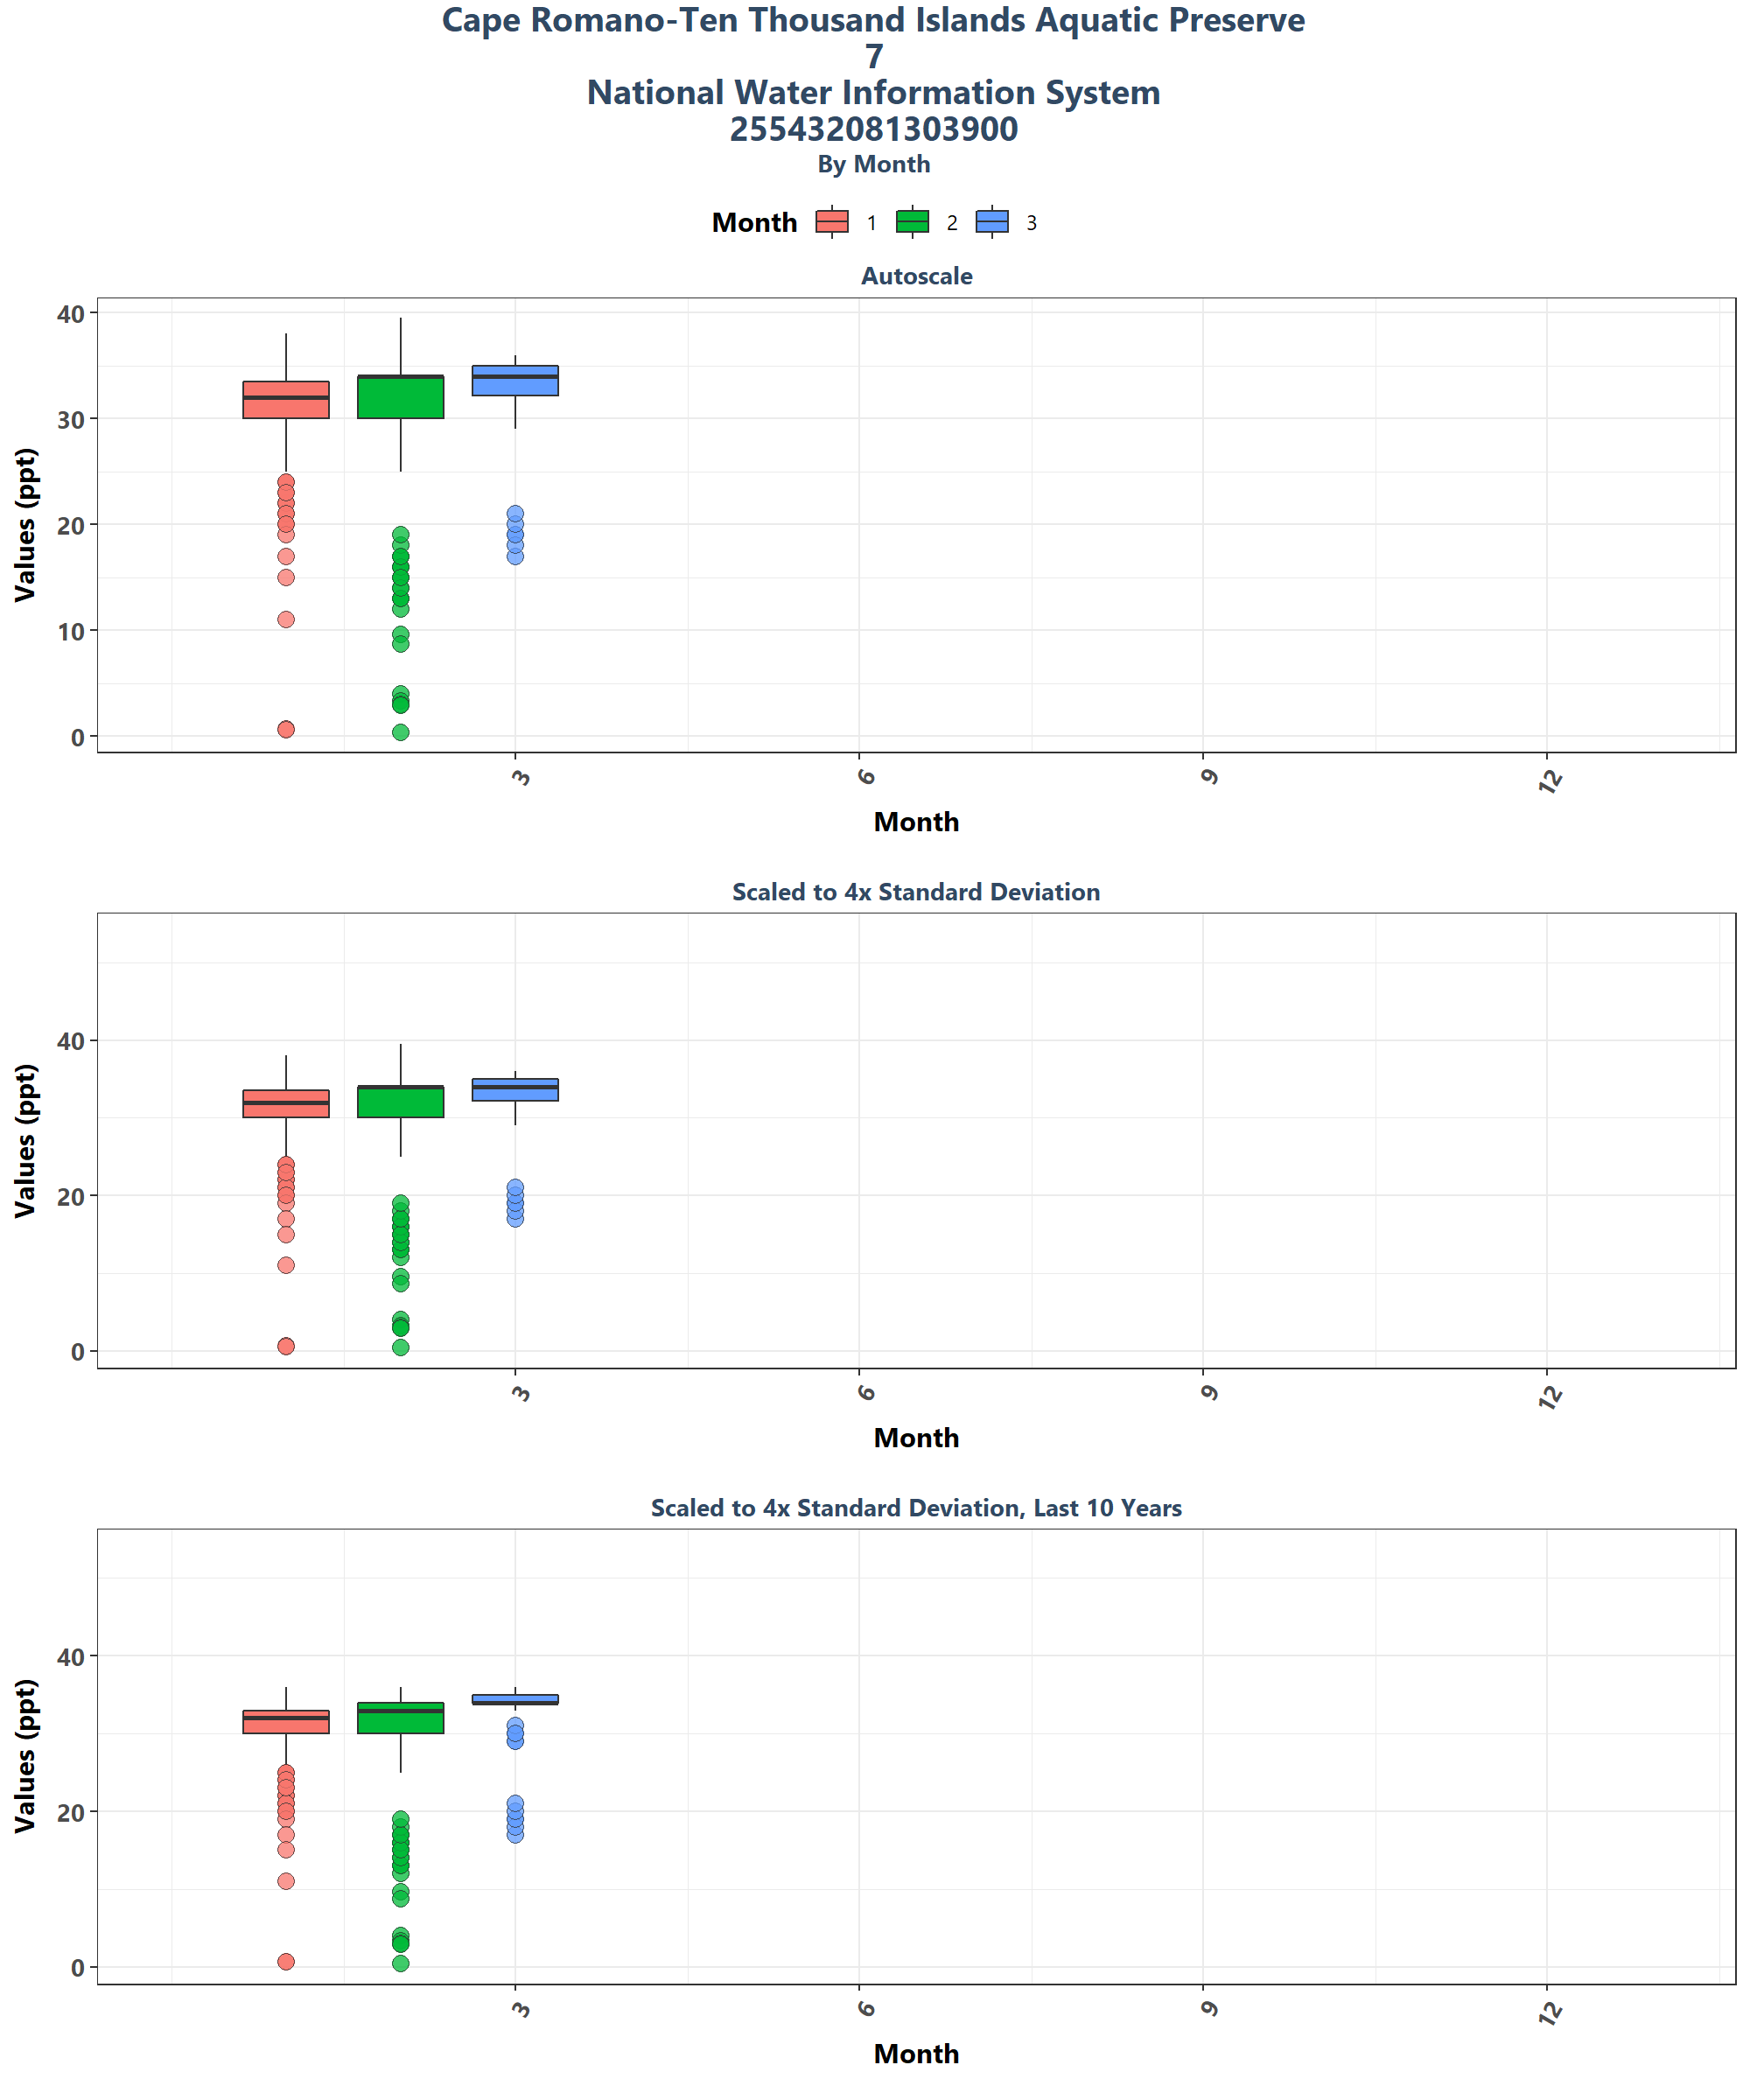 Cape Romano-Ten Thousand Islands Aquatic Preserve
7
National Water Information System
255432081303900
By Month
Month 1 2 3
Autoscale
Values (ppt)
40
30
20
10
0
3 6 9 12
Month
Scaled to 4x Standard Deviation
Values (ppt)
40
20
0
3 6 9 12
Month
Scaled to 4x Standard Deviation, Last 10 Years
Values (ppt)
40
20
0
3 6 9 12
Month